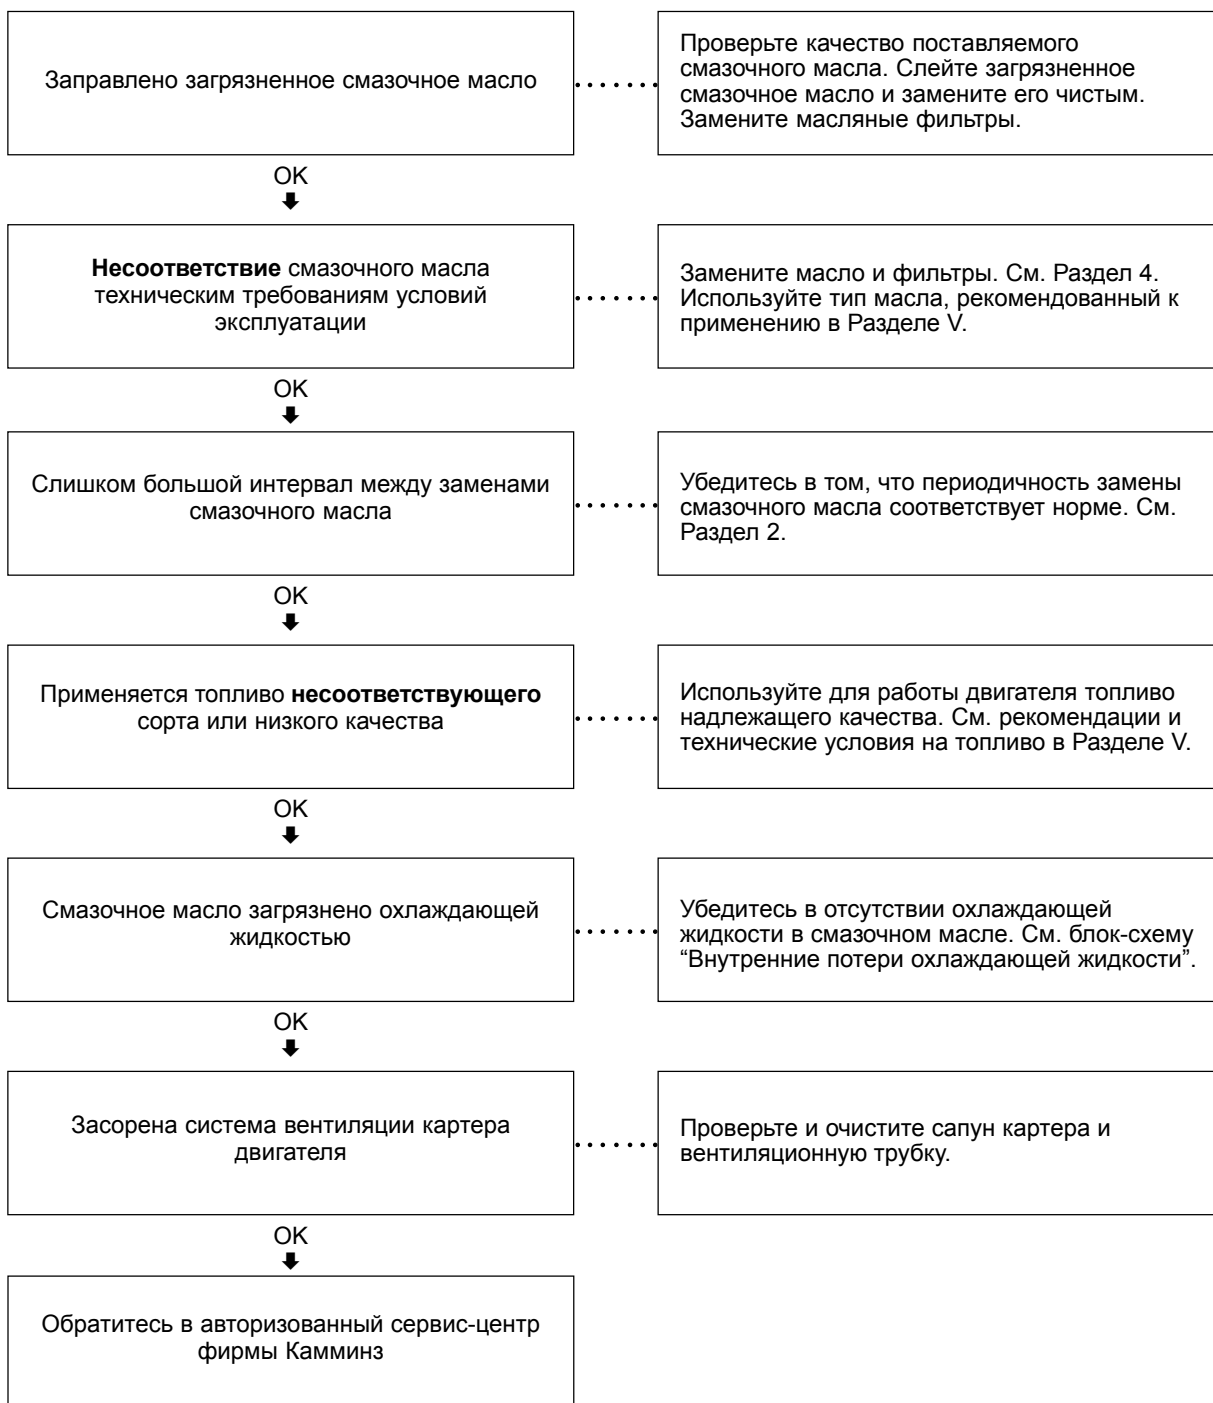 Заправлено загрязненное смазочное масло
Проверьте качество поставляемого
смазочного масла. Слейте загрязненное
смазочное масло и замените его чистым.
Замените масляные фильтры.
OK
Несоответствие смазочного масла
техническим требованиям условий
эксплуатации
Замените масло и фильтры. См. Раздел 4.
Используйте тип масла, рекомендованный к
применению в Разделе V.
OK
Слишком большой интервал между заменами
смазочного масла
Убедитесь в том, что периодичность замены
смазочного масла соответствует норме. См.
Раздел 2.
OK
Применяется топливо несоответствующего
сорта или низкого качества
Используйте для работы двигателя топливо
надлежащего качества. См. рекомендации и
технические условия на топливо в Разделе V.
OK
Смазочное масло загрязнено охлаждающей
жидкостью
Убедитесь в отсутствии охлаждающей
жидкости в смазочном масле. См. блок-схему
“Внутренние потери охлаждающей жидкости”.
OK
Засорена система вентиляции картера
двигателя
Проверьте и очистите сапун картера и
вентиляционную трубку.
OK
Обратитесь в авторизованный сервис-центр
фирмы Камминз